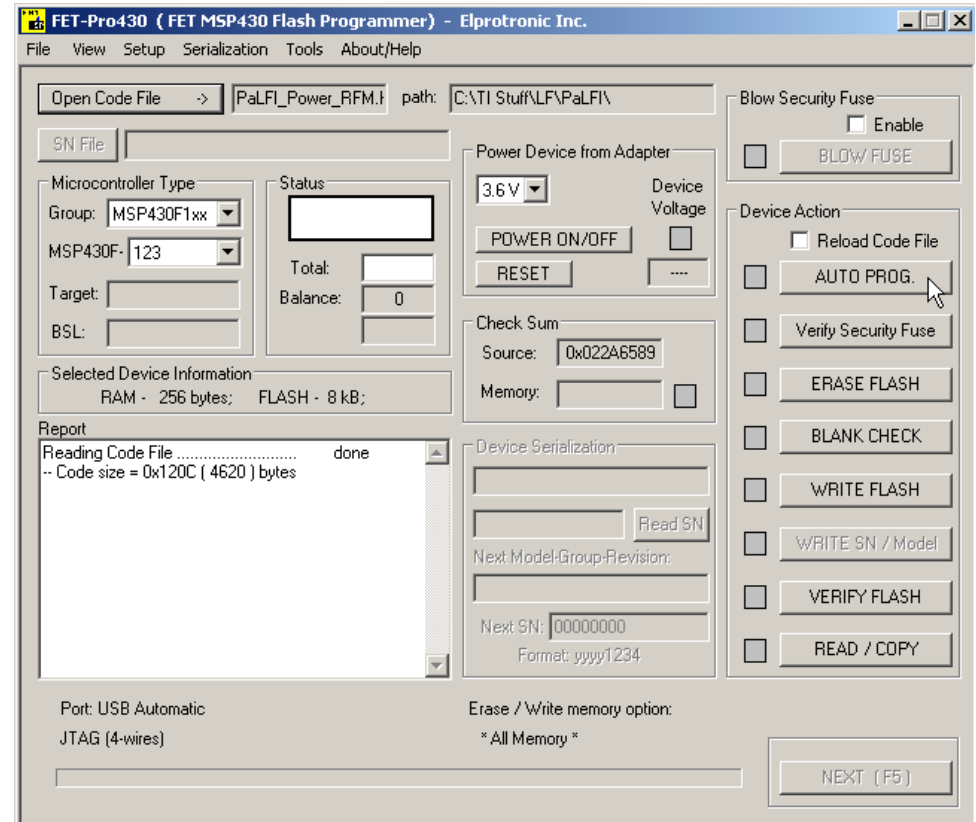 FET-Pro430 ( FET MSP430 Flash Programmer) - Elprotronic Inc.
File View Setup Serialization Tools About/Help
Open Code File -> PaLFI_Power_RFM.H path: C:\TI Stuff\LF\PaLFI\
SN File
Microcontroller Type
Group: MSP430F1xx
MSP430F- 123
Target:
BSL:
Status
Total:
Balance: 0
Selected Device Information
RAM - 256 bytes; FLASH - 8 kB;
Report
Reading Code File ........................... done
-- Code size = 0x120C ( 4620 ) bytes
Power Device from Adapter
3.6 V
Device
Voltage
POWER ON/OFF
RESET ----
Check Sum
Source: 0x022A6589
Memory:
Device Serialization
Read SN
Next Model-Group-Revision:
Next SN: 00000000
Format: yyyy1234
Blow Security Fuse
Enable
BLOW FUSE
Device Action
Reload Code File
AUTO PROG.
Verify Security Fuse
ERASE FLASH
BLANK CHECK
WRITE FLASH
WRITE SN / Model
VERIFY FLASH
READ / COPY
Port: USB Automatic
JTAG (4-wires)
Erase / Write memory option:
* All Memory *
NEXT ( F5 )